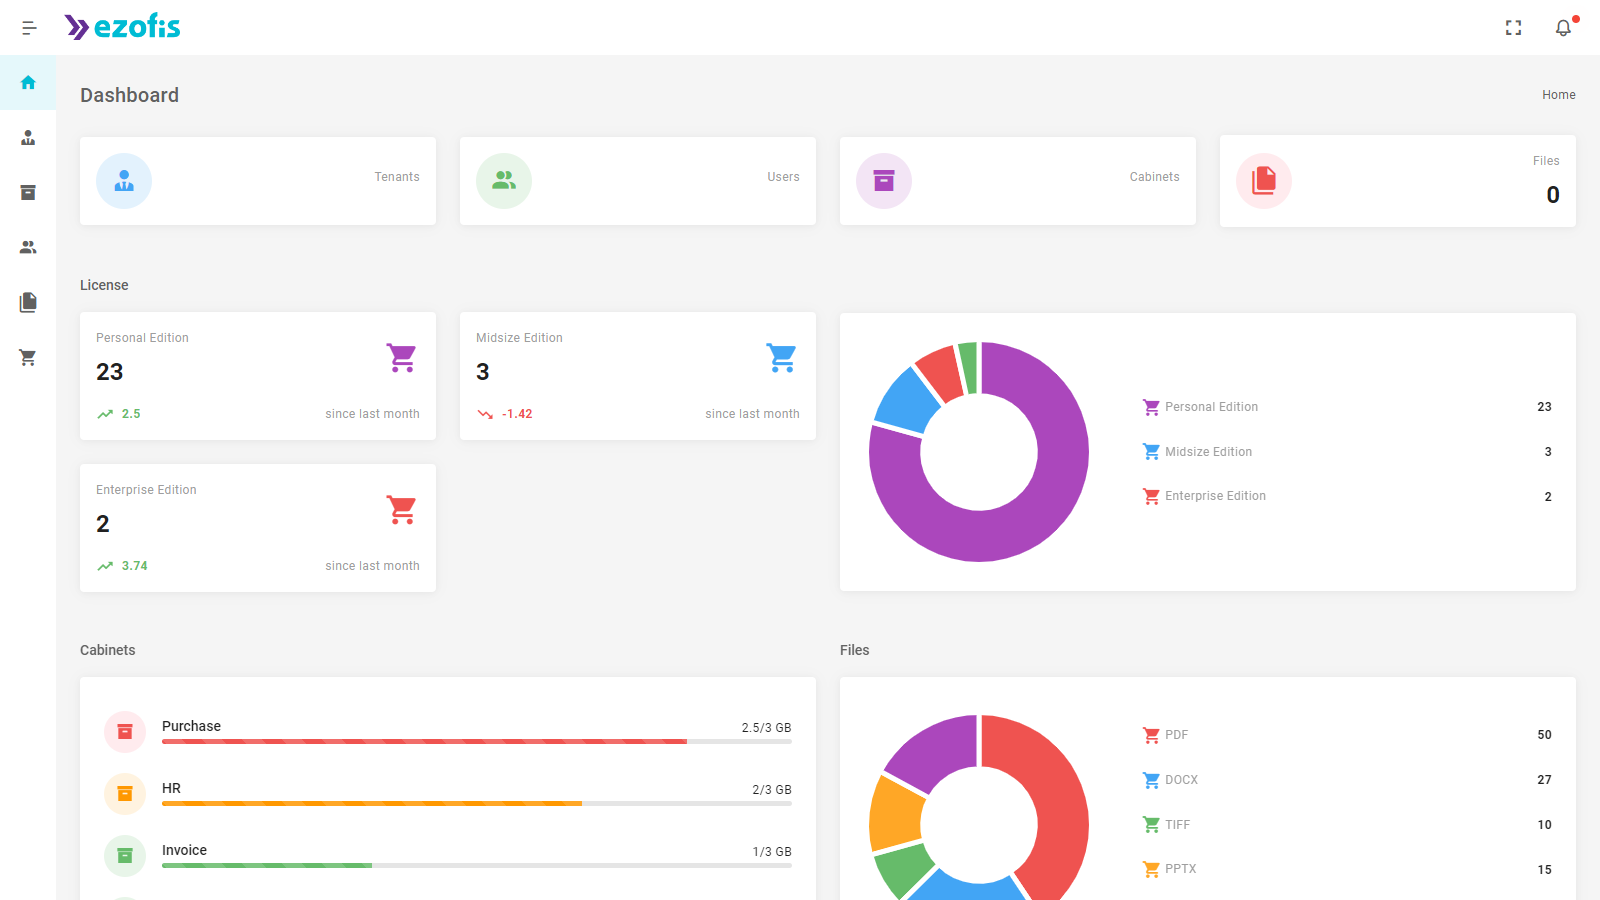 ezofis
Dashboard
Home
Tenants
Users
Cabinets
Files
0
License
Personal Edition
23
2.5
since last month
Midsize Edition
3
-1.42
since last month
Enterprise Edition
2
3.74
since last month
Personal Edition 23
Midsize Edition 3
Enterprise Edition 2
Cabinets
Purchase 2.5/3 GB
HR 2/3 GB
Invoice 1/3 GB
Files
PDF 50
DOCX 27
TIFF 10
PPTX 15